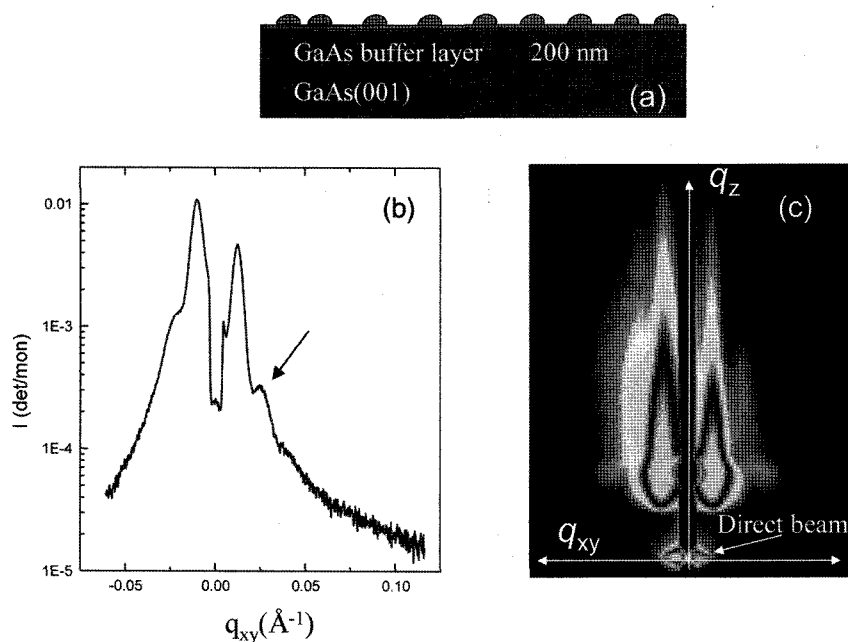 GaAs buffer layer 200 nm
GaAs(001)
(a)
(b)
0.01
1E-3
1E-4
1E-5
I (det/mon)
-0.05 0.00 0.05 0.10
q_xy(Å⁻¹)
q_z
(c)
Direct beam
q_xy